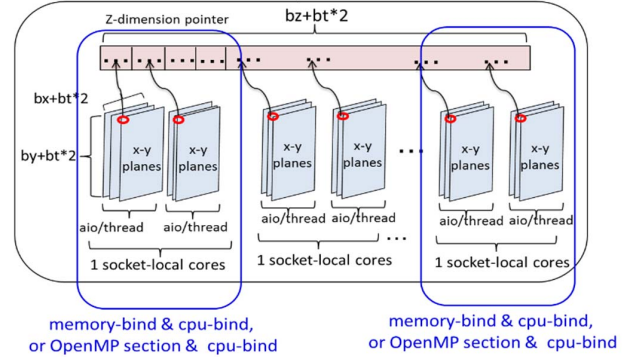 Z-dimension pointer
bz+bt*2
... ... ... ... ... ... ...
bx+bt*2
by+bt*2
x-y planes
x-y planes
x-y planes
x-y planes
...
x-y planes
x-y planes
aio/thread
aio/thread
aio/thread
aio/thread
aio/thread
aio/thread
1 socket-local cores
1 socket-local cores
...
1 socket-local cores
memory-bind & cpu-bind,
or OpenMP section & cpu-bind
memory-bind & cpu-bind,
or OpenMP section & cpu-bind